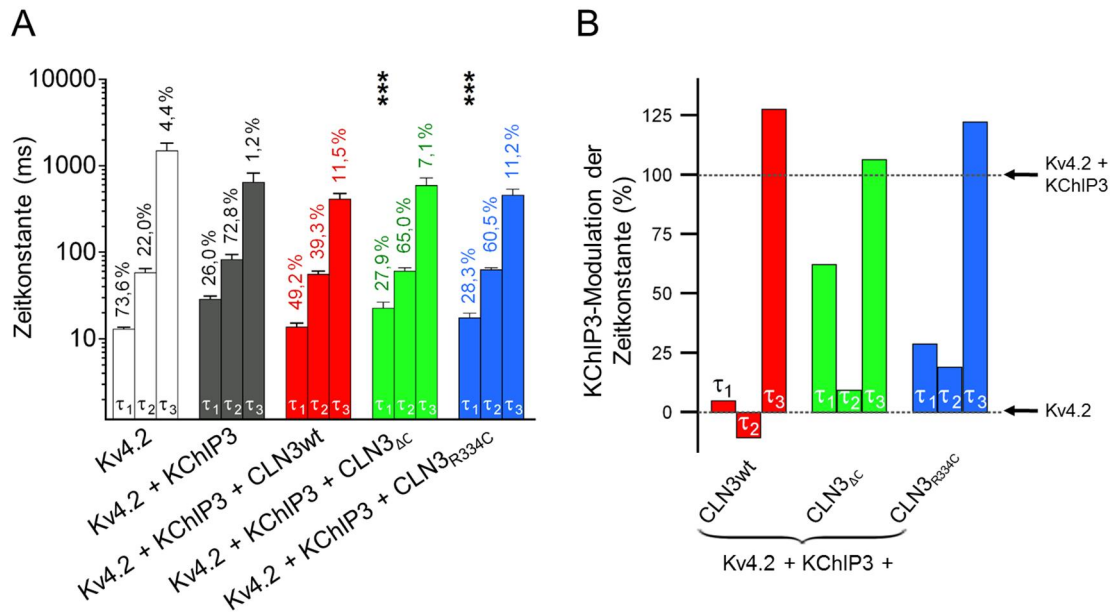 A
Zeitkonstante (ms)
10000
1000
100
10
73,6%
22,0%
4,4%
26,0%
72,8%
1,2%
49,2%
39,3%
11,5%
***
27,9%
65,0%
7,1%
***
28,3%
60,5%
11,2%
τ1 τ2 τ3
τ1 τ2 τ3
τ1 τ2 τ3
τ1 τ2 τ3
τ1 τ2 τ3
Kv4.2
Kv4.2 + KChIP3
Kv4.2 + KChIP3 + CLN3wt
Kv4.2 + KChIP3 + CLN3ΔC
Kv4.2 + KChIP3 + CLN3R334C
B
KChIP3-Modulation der
Zeitkonstante (%)
125
100
75
50
25
0
τ1
τ2
τ3
τ1 τ2 τ3
τ1 τ2 τ3
Kv4.2 +
KChIP3
Kv4.2
CLN3wt
CLN3ΔC
CLN3R334C
Kv4.2 + KChIP3 +